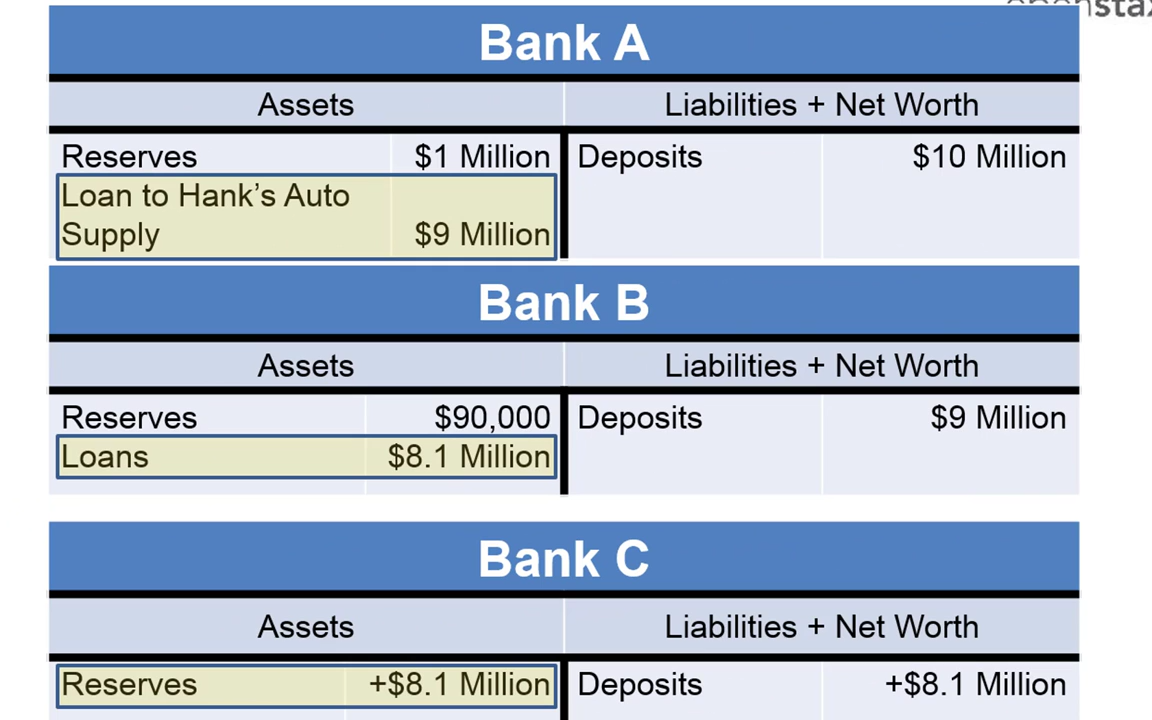 openstax
Bank A
Assets Liabilities + Net Worth
Reserves $1 Million Deposits $10 Million
Loan to Hank’s Auto
Supply $9 Million
Bank B
Assets Liabilities + Net Worth
Reserves $90,000 Deposits $9 Million
Loans $8.1 Million
Bank C
Assets Liabilities + Net Worth
Reserves +$8.1 Million Deposits +$8.1 Million